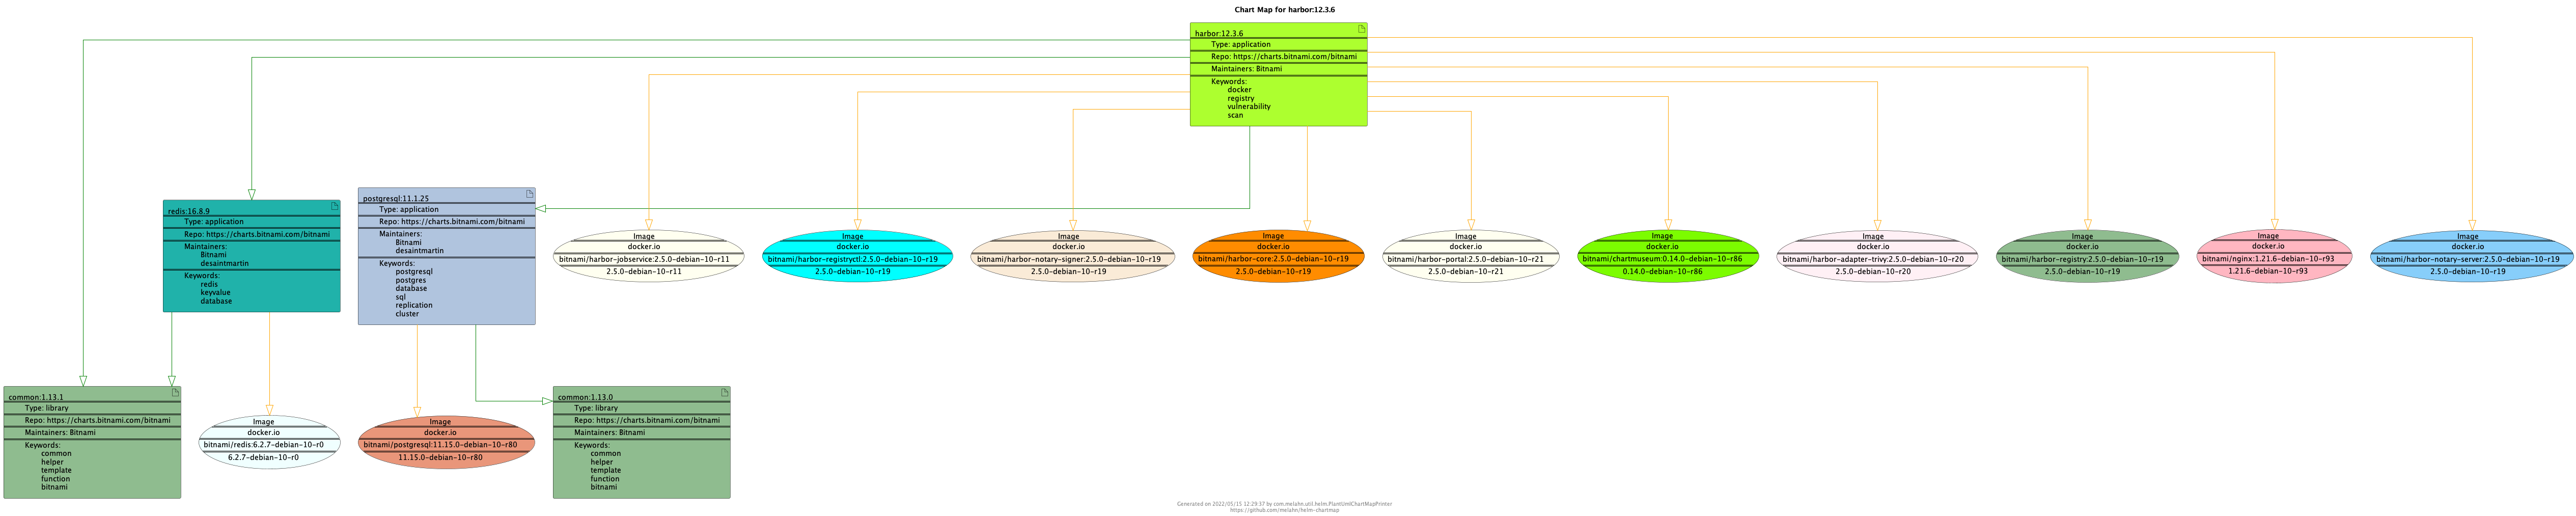 Chart Map for harbor:12.3.6
harbor:12.3.6
Type: application
Repo: https://charts.bitnami.com/bitnami
Maintainers: Bitnami
Keywords:
docker
registry
vulnerability
scan
redis:16.8.9
Type: application
Repo: https://charts.bitnami.com/bitnami
Maintainers:
Bitnami
desaintmartin
Keywords:
redis
keyvalue
database
postgresql:11.1.25
Type: application
Repo: https://charts.bitnami.com/bitnami
Maintainers:
Bitnami
desaintmartin
Keywords:
postgresql
postgres
database
sql
replication
cluster
Image
docker.io
bitnami/harbor-jobservice:2.5.0-debian-10-r11
2.5.0-debian-10-r11
Image
docker.io
bitnami/harbor-registryctl:2.5.0-debian-10-r19
2.5.0-debian-10-r19
Image
docker.io
bitnami/harbor-notary-signer:2.5.0-debian-10-r19
2.5.0-debian-10-r19
Image
docker.io
bitnami/harbor-core:2.5.0-debian-10-r19
2.5.0-debian-10-r19
Image
docker.io
bitnami/harbor-portal:2.5.0-debian-10-r21
2.5.0-debian-10-r21
Image
docker.io
bitnami/chartmuseum:0.14.0-debian-10-r86
0.14.0-debian-10-r86
Image
docker.io
bitnami/harbor-adapter-trivy:2.5.0-debian-10-r20
2.5.0-debian-10-r20
Image
docker.io
bitnami/harbor-registry:2.5.0-debian-10-r19
2.5.0-debian-10-r19
Image
docker.io
bitnami/nginx:1.21.6-debian-10-r93
1.21.6-debian-10-r93
Image
docker.io
bitnami/harbor-notary-server:2.5.0-debian-10-r19
2.5.0-debian-10-r19
common:1.13.1
Type: library
Repo: https://charts.bitnami.com/bitnami
Maintainers: Bitnami
Keywords:
common
helper
template
function
bitnami
Image
docker.io
bitnami/redis:6.2.7-debian-10-r0
6.2.7-debian-10-r0
Image
docker.io
bitnami/postgresql:11.15.0-debian-10-r80
11.15.0-debian-10-r80
common:1.13.0
Type: library
Repo: https://charts.bitnami.com/bitnami
Maintainers: Bitnami
Keywords:
common
helper
template
function
bitnami
Generated on 2022/05/15 12:29:37 by com.melahn.util.helm.PlantUmlChartMapPrinter
https://github.com/melahn/helm-chartmap